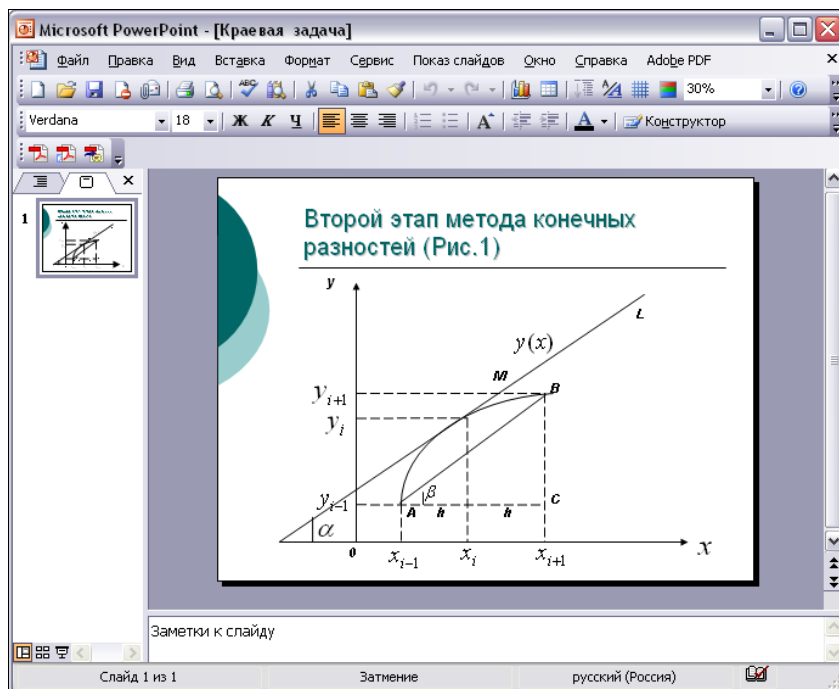 Microsoft PowerPoint - [Краевая задача]
Файл Правка Вид Вставка Формат Сервис Показ слайдов Окно Справка Adobe PDF
30%
Verdana 18 Ж К Ч Конструктор
1
Второй этап метода конечных
разностей (Рис.1)
y
L
y(x)
M
B
y_{i+1}
y_i
y_{i-1}
β
A h h C
α
0 x_{i-1} x_i x_{i+1} x
Заметки к слайду
Слайд 1 из 1 Затмение русский (Россия)